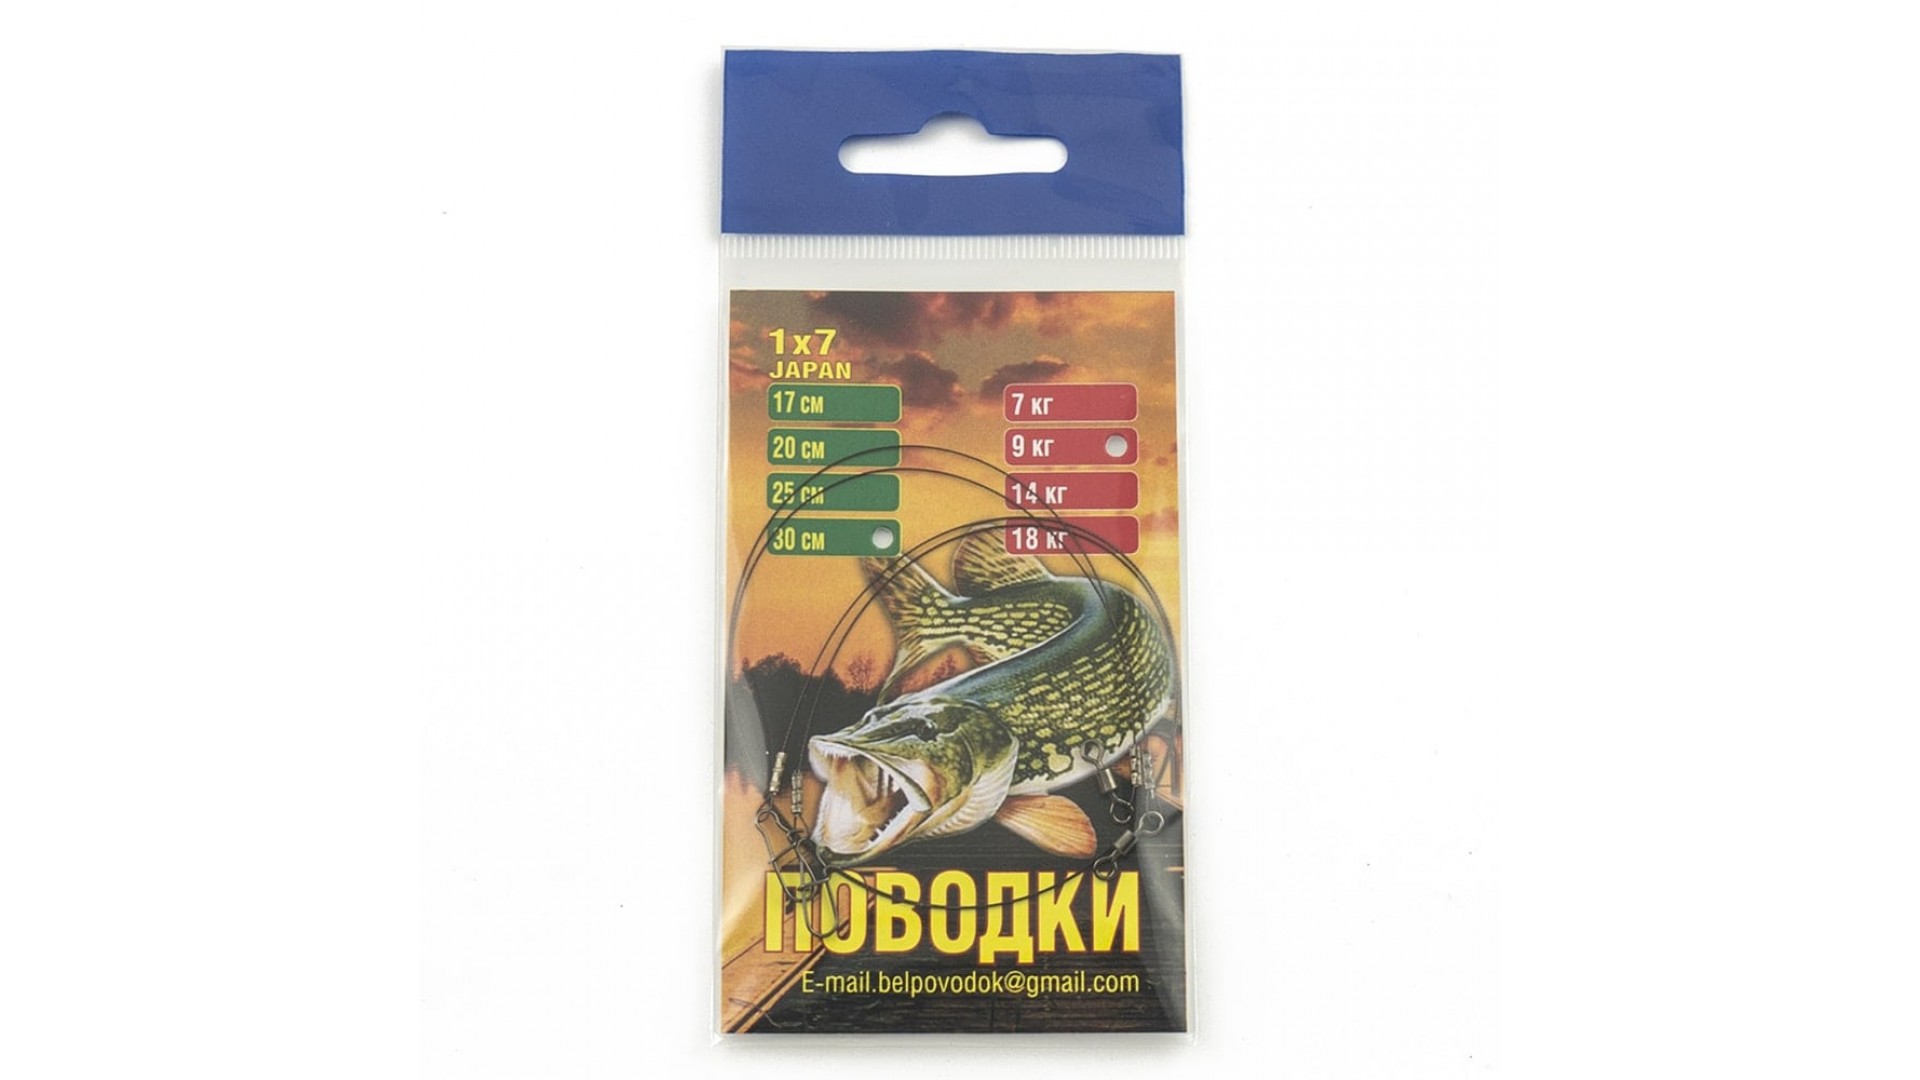 1x7
JAPAN
17 см
20 см
25 см
30 см
7 кг
9 кг
14 кг
18 кг
ПОВОДКИ
E-mail.belpovodok@gmail.com